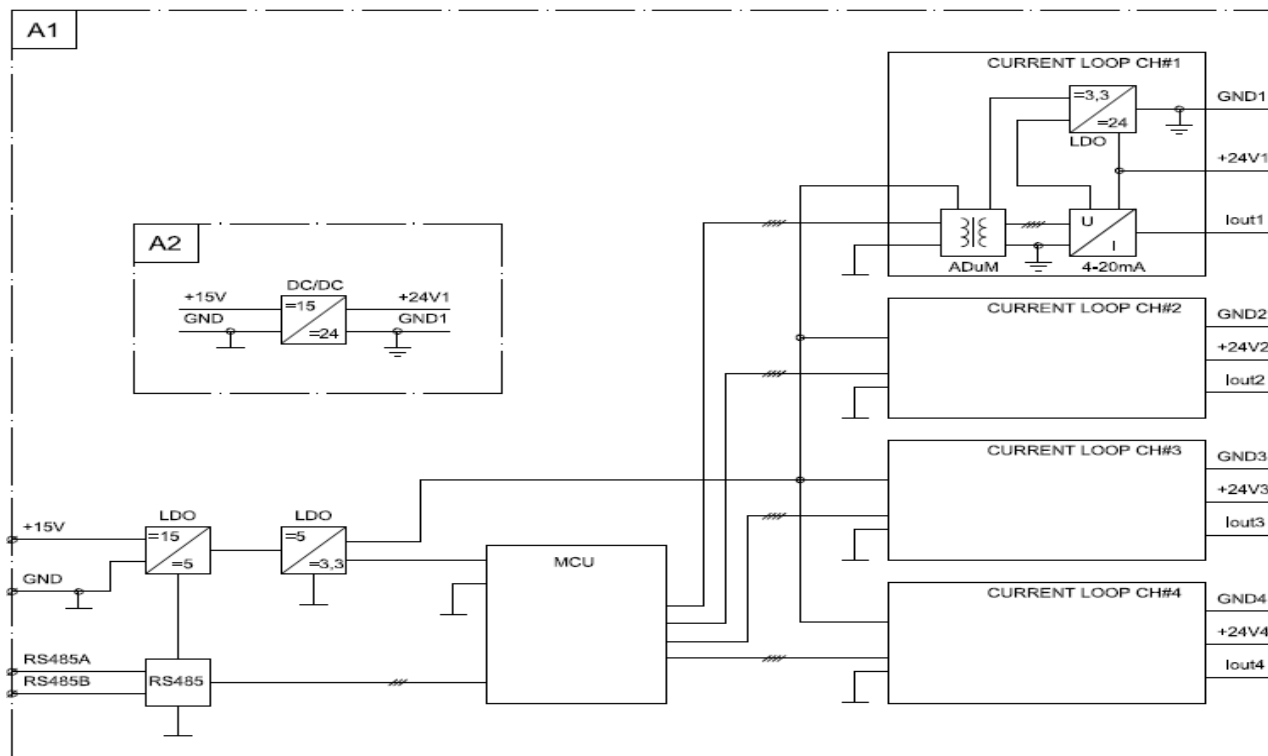 A1
CURRENT LOOP CH#1
=3,3
=24
LDO
GND1
+24V1
U
I
Iout1
ADuM
4-20mA
A2
DC/DC
+15V
=15
+24V1
GND
=24
GND1
CURRENT LOOP CH#2
GND2
+24V2
Iout2
CURRENT LOOP CH#3
GND3
+24V3
Iout3
+15V
LDO
=15
=5
LDO
=5
=3,3
GND
MCU
CURRENT LOOP CH#4
GND4
+24V4
Iout4
RS485A
RS485B
RS485